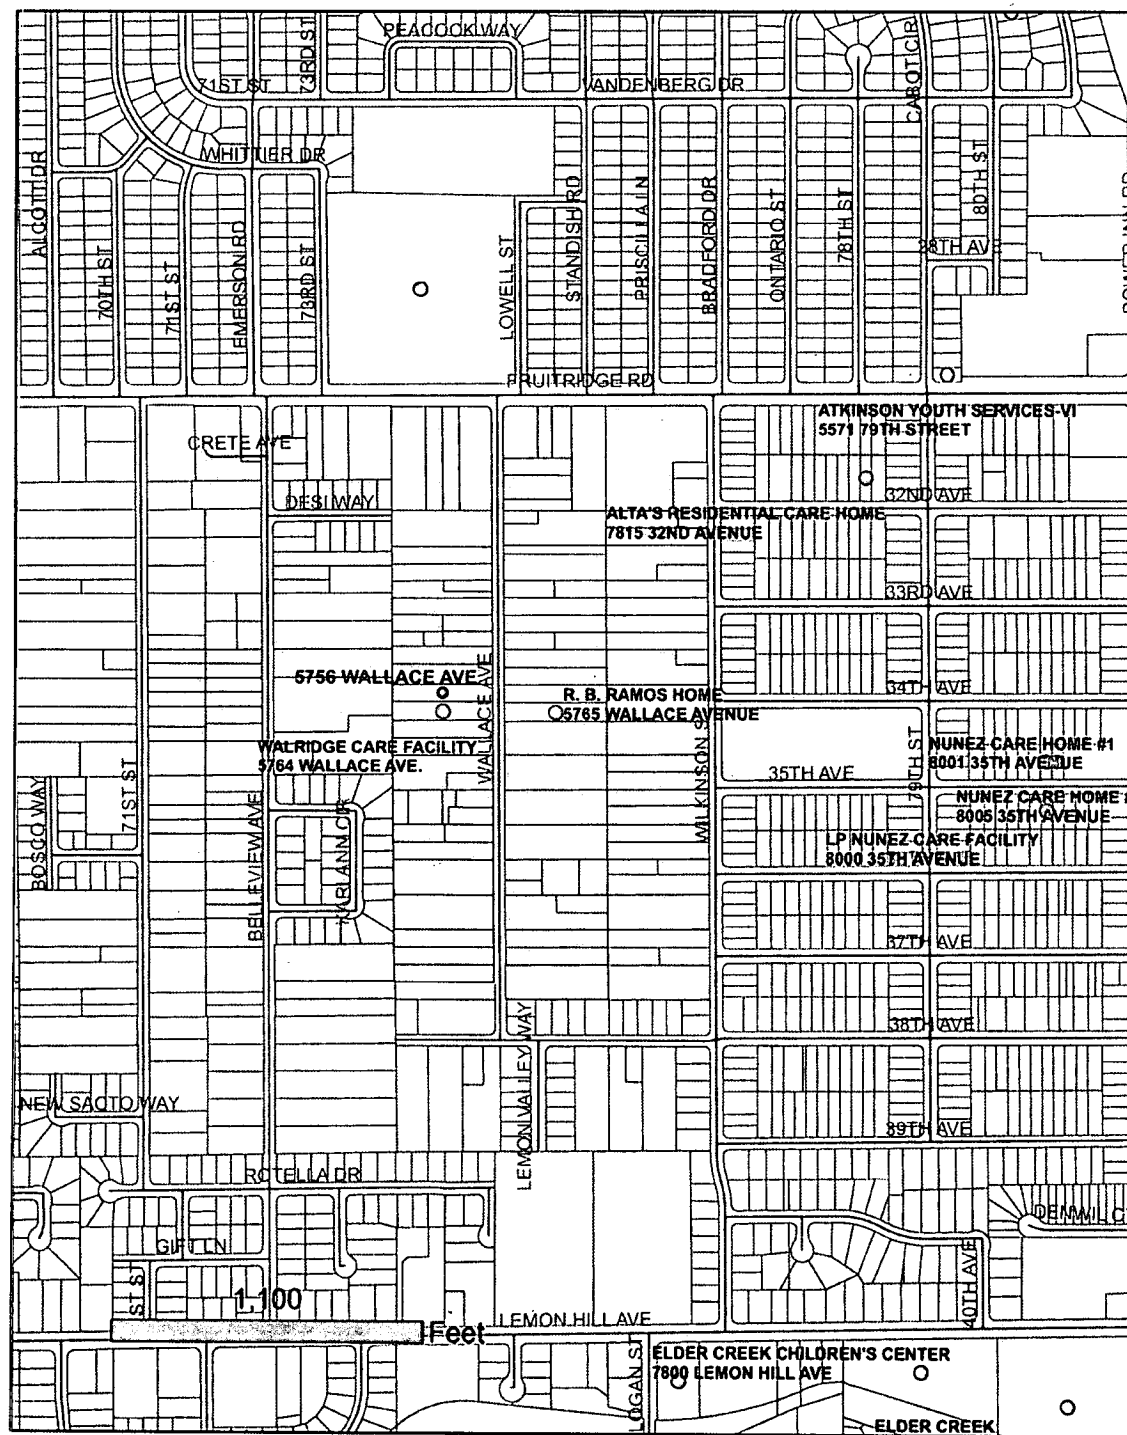 PEACOCK WAY
73RD ST
CABOT CIR
71ST ST
VANDENBERG DR
WHITTIER DR
ALCOTT DR
70TH ST
71ST ST
EMERSON RD
73RD ST
LOWELL ST
STANDISH RD
BRADFORD DR
ONTARIO ST
78TH ST
80TH ST
38TH AVE
FRUITRIDGE RD
ATKINSON YOUTH SERVICES-VI
5571 79TH STREET
CRETE AVE
DESI WAY
32ND AVE
ALTA'S RESIDENTIAL CARE HOME
7815 32ND AVENUE
33RD AVE
5756 WALLACE AVE
34TH AVE
R. B. RAMOS HOME
5765 WALLACE AVENUE
WALLACE AVE
WALRIDGE CARE FACILITY
5764 WALLACE AVE.
WILKINSON S
79TH ST
35TH AVE
NUNEZ CARE HOME #1
8001 35TH AVENUE
NUNEZ CARE HOME
8005 35TH AVENUE
LP NUNEZ CARE FACILITY
8000 35TH AVENUE
BOSCO WAY
71ST ST
BELLEVIEW AVE
37TH AVE
38TH AVE
LEMON VALLEY WAY
NEW SACTO WAY
39TH AVE
ROTELLA DR
DENWIL C
GIFT LN
ST ST
40TH AVE
1,100
Feet
LEMON HILL AVE
LOGAN ST
ELDER CREEK CHILDREN'S CENTER
7800 LEMON HILL AVE
ELDER CREEK